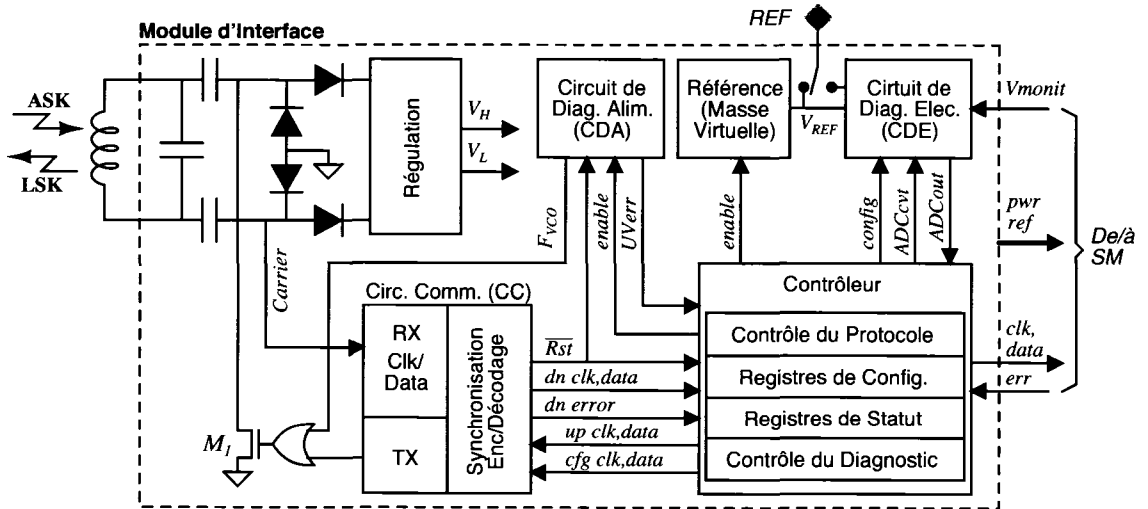 REF
Module d'Interface
ASK
LSK
Régulation
V_H
V_L
Circuit de
Diag. Alim.
(CDA)
Référence
(Masse
Virtuelle)
V_REF
Cirtuit de
Diag. Elec.
(CDE)
Vmonit
F_VCO
enable
UVerr
enable
config
ADCcvt
ADCout
pwr
ref
De/à
SM
Carrier
Circ. Comm. (CC)
RX
Clk/
Data
TX
Synchronisation
Enc/Décodage
Rst
dn clk,data
dn error
up clk,data
cfg clk,data
Contrôleur
Contrôle du Protocole
Registres de Config.
Registres de Statut
Contrôle du Diagnostic
clk,
data
err
M_1